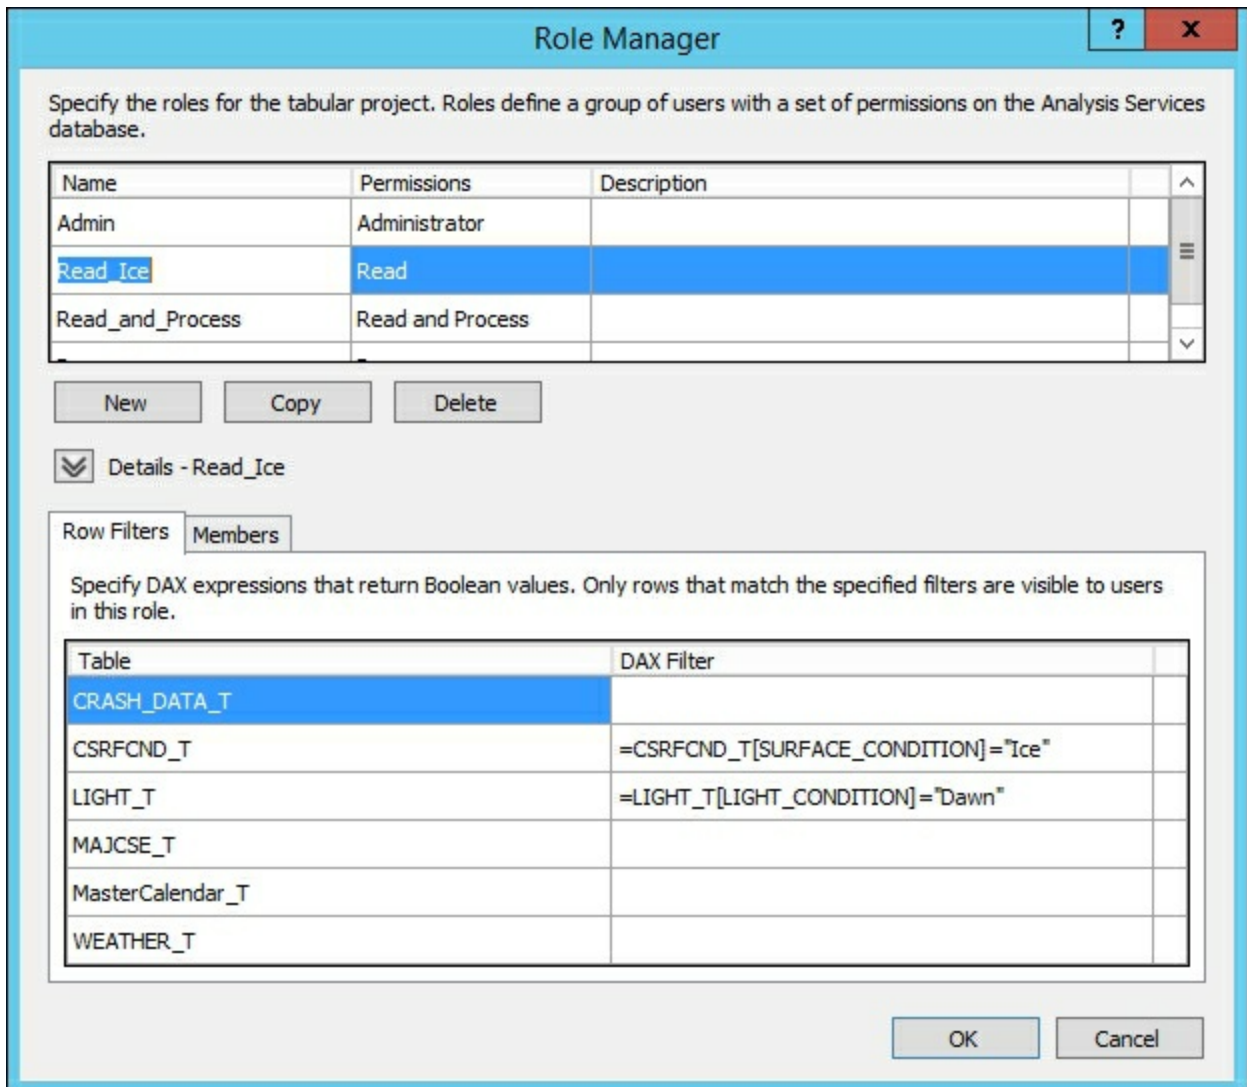 Role Manager
?
x
Specify the roles for the tabular project. Roles define a group of users with a set of permissions on the Analysis Services
database.
Name Permissions Description
Admin Administrator
Read_Ice Read
Read_and_Process Read and Process
New Copy Delete
Details - Read_Ice
Row Filters Members
Specify DAX expressions that return Boolean values. Only rows that match the specified filters are visible to users
in this role.
Table DAX Filter
CRASH_DATA_T
CSRFCND_T =CSRFCND_T[SURFACE_CONDITION]="Ice"
LIGHT_T =LIGHT_T[LIGHT_CONDITION]="Dawn"
MAJCSE_T
MasterCalendar_T
WEATHER_T
OK Cancel